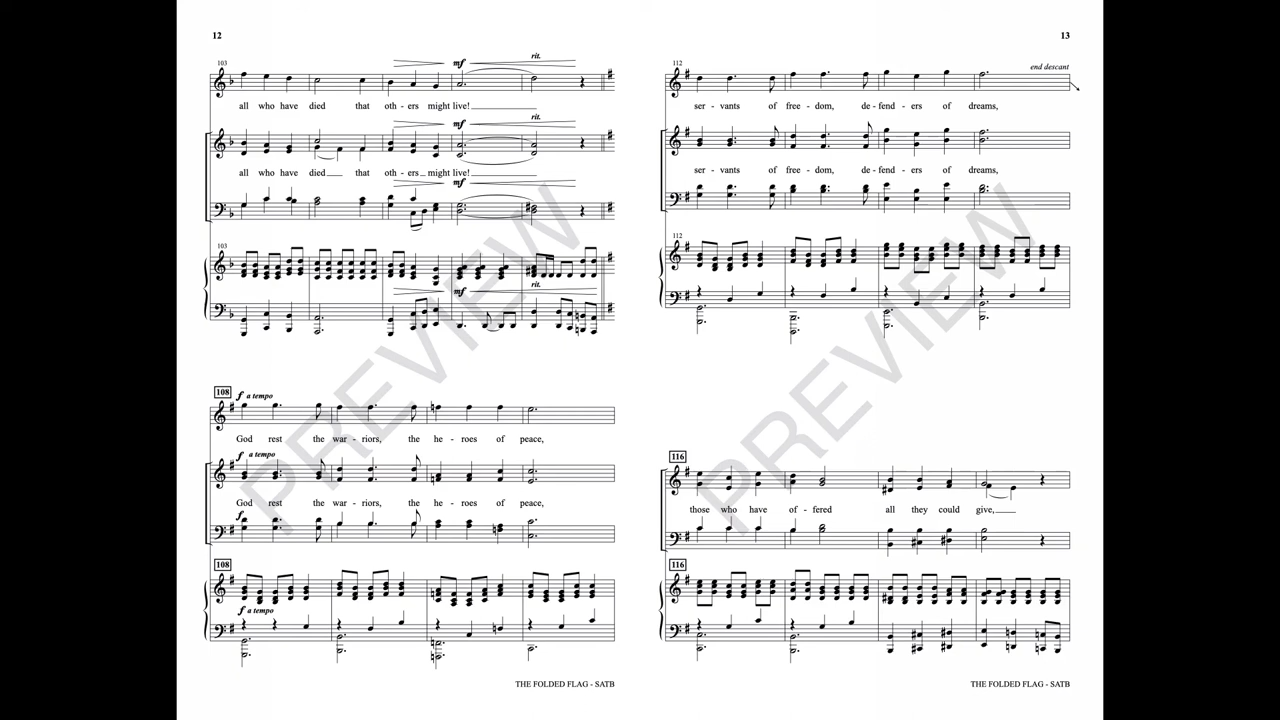 12
103
mf
rit.
all who have died that oth - ers might live!
mf
rit.
all who have died that oth - ers might live!
mf
103
rit.
mf
108
f a tempo
God rest the war - riors, the he - roes of peace,
f a tempo
God rest the war - riors, the he - roes of peace,
f
108
f a tempo
THE FOLDED FLAG - SATB
PREVIEW
13
112
end descant
ser - vants of free - dom, de - fend - ers of dreams,
ser - vants of free - dom, de - fend - ers of dreams,
112
116
those who have of - fered all they could give,
116
THE FOLDED FLAG - SATB
PREVIEW